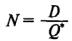 N = D / Q*